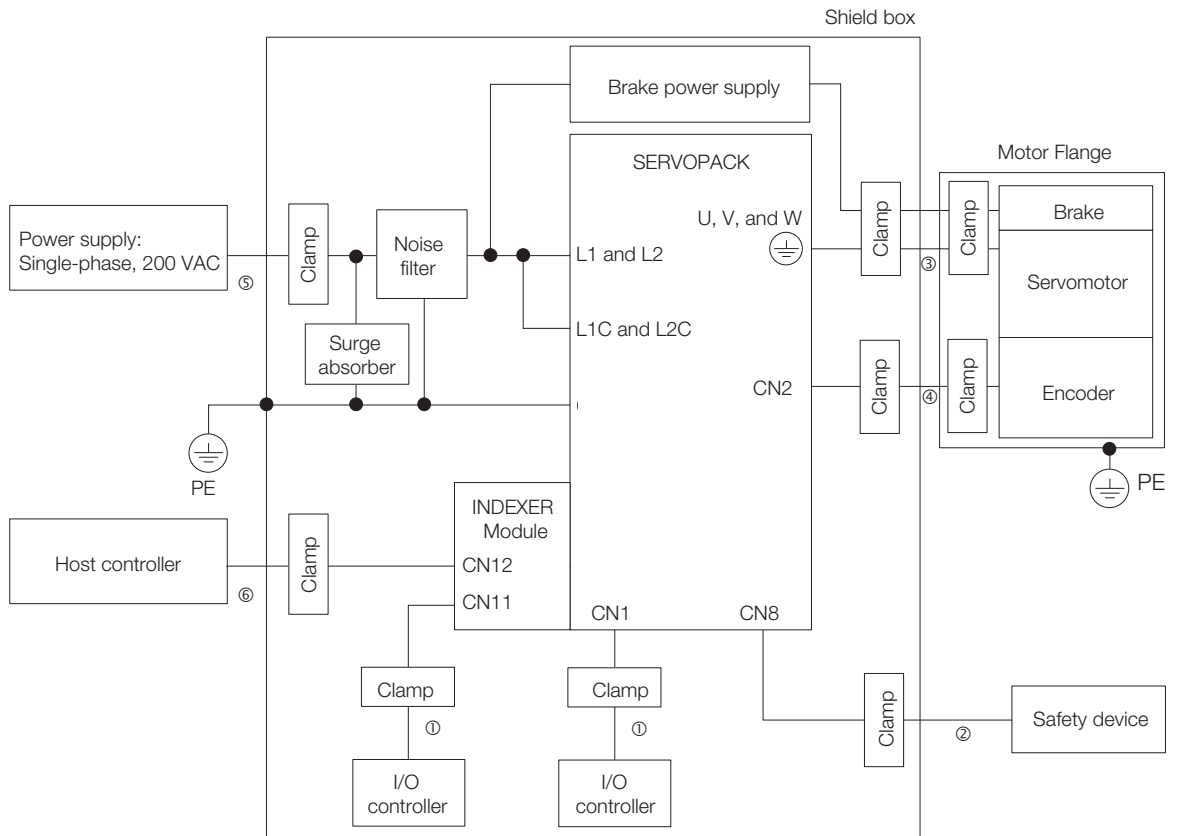 Shield box
Brake power supply
SERVOPACK
Motor Flange
U, V, and W
Clamp
Clamp
Brake
Power supply:
Single-phase, 200 VAC
⑤
Clamp
Noise
filter
L1 and L2
③
Servomotor
L1C and L2C
Surge
absorber
CN2
Clamp
④
Clamp
Encoder
PE
PE
INDEXER
Module
Host controller
⑥
Clamp
CN12
CN11
CN1
CN8
Clamp
①
I/O
controller
Clamp
①
I/O
controller
Clamp
②
Safety device